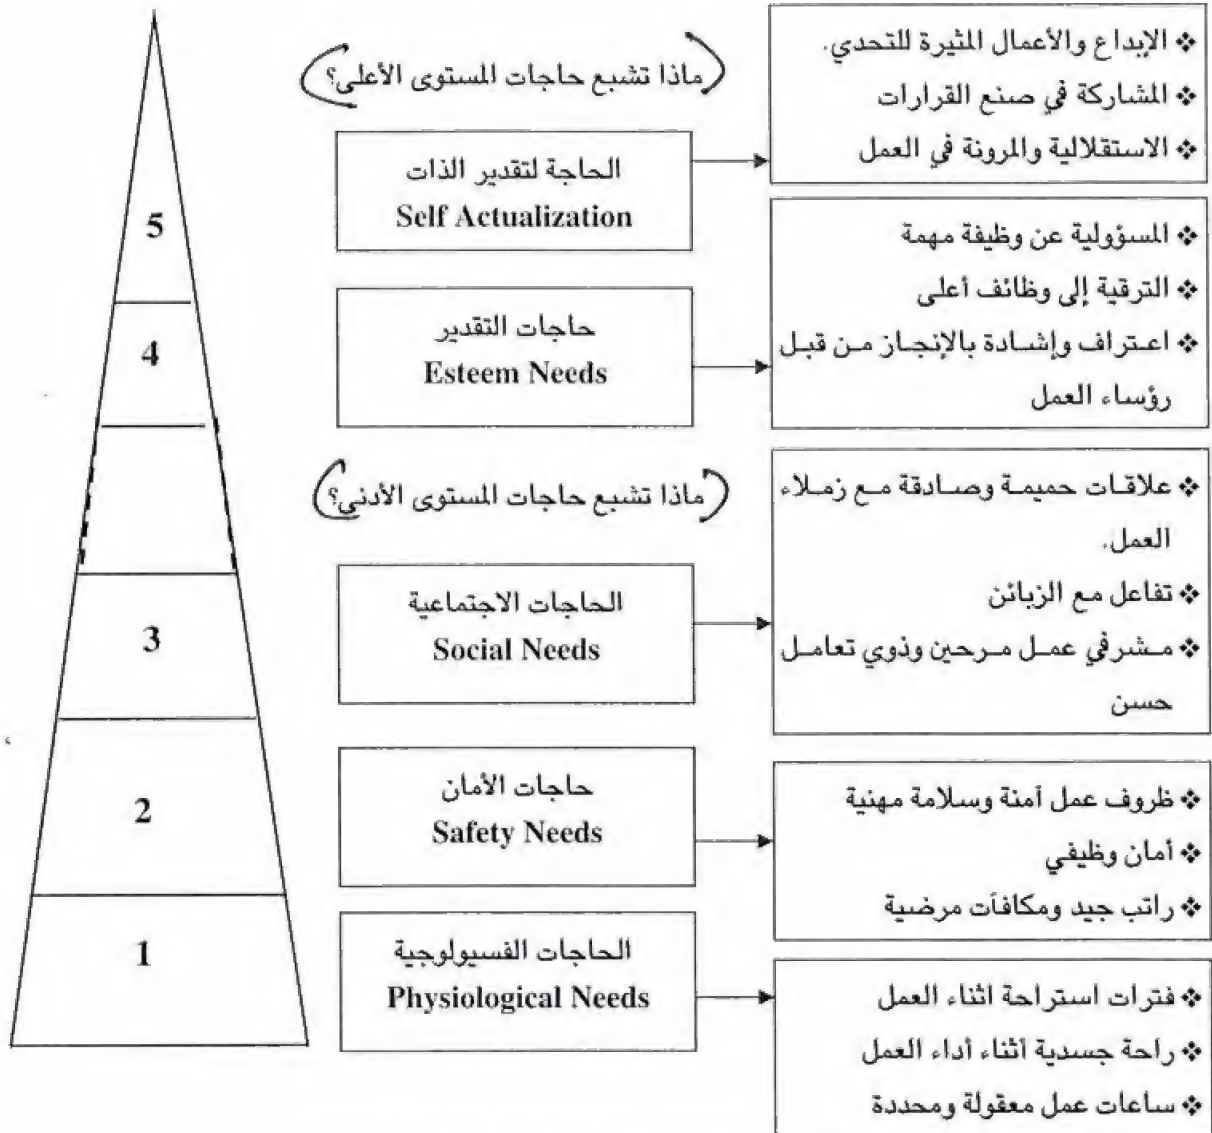 ماذا تشبع حاجات المستوى الأعلى؟
الحاجة لتقدير الذات
Self Actualization
❖ الإبداع والأعمال المثيرة للتحدي.
❖ المشاركة في صنع القرارات
❖ الاستقلالية والمرونة في العمل
5
حاجات التقدير
Esteem Needs
❖ المسؤولية عن وظيفة مهمة
❖ الترقية إلى وظائف أعلى
❖ اعتراف وإشادة بالإنجاز من قبل
رؤساء العمل
4
ماذا تشبع حاجات المستوى الأدنى؟
الحاجات الاجتماعية
Social Needs
❖ علاقات حميمة وصادقة مع زملاء
العمل.
❖ تفاعل مع الزبائن
❖ مشرفي عمل مرحين وذوي تعامل
حسن
3
حاجات الأمان
Safety Needs
❖ ظروف عمل آمنة وسلامة مهنية
❖ أمان وظيفي
❖ راتب جيد ومكافآت مرضية
2
الحاجات الفسيولوجية
Physiological Needs
❖ فترات استراحة اثناء العمل
❖ راحة جسدية أثناء أداء العمل
❖ ساعات عمل معقولة ومحددة
1